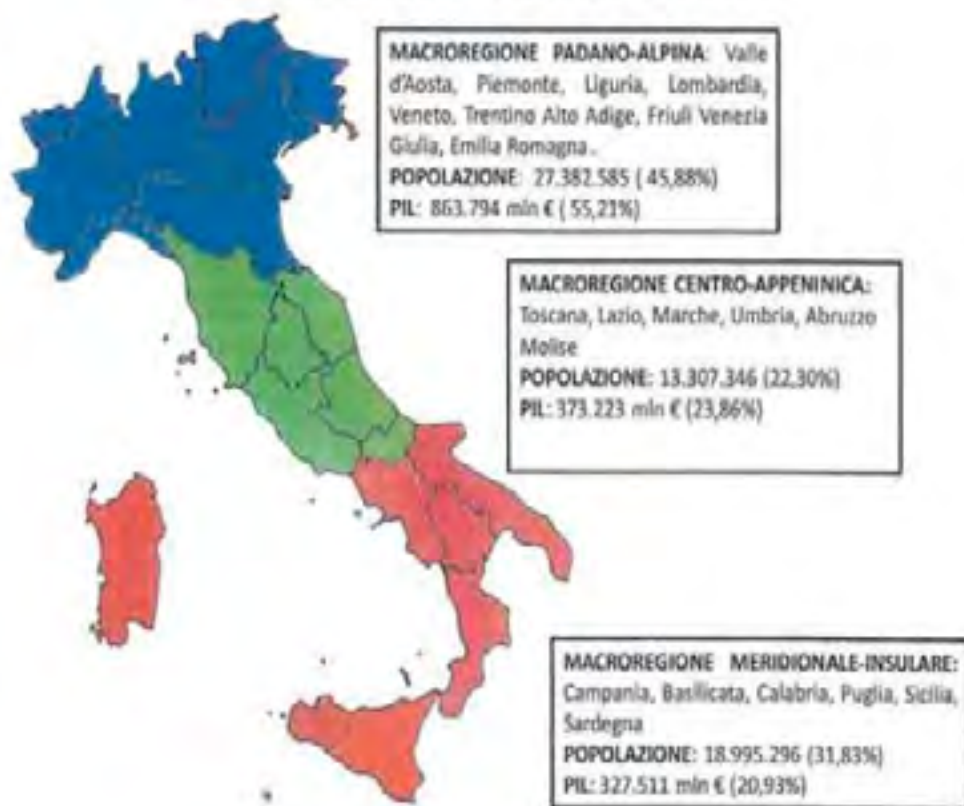 MACROREGIONE PADANO-ALPINA: Valle
d'Aosta, Piemonte, Liguria, Lombardia,
Veneto, Trentino Alto Adige, Friuli Venezia
Giulia, Emilia Romagna.
POPOLAZIONE: 27.382.585 ( 45,88%)
PIL: 863.794 mln € ( 55,21%)
MACROREGIONE CENTRO-APPENINICA:
Toscana, Lazio, Marche, Umbria, Abruzzo
Molise
POPOLAZIONE: 13.307.346 (22,30%)
PIL: 373.223 mln € (23,86%)
MACROREGIONE MERIDIONALE-INSULARE:
Campania, Basilicata, Calabria, Puglia, Sicilia,
Sardegna
POPOLAZIONE: 18.995.296 (31,83%)
PIL: 327.511 mln € (20,93%)